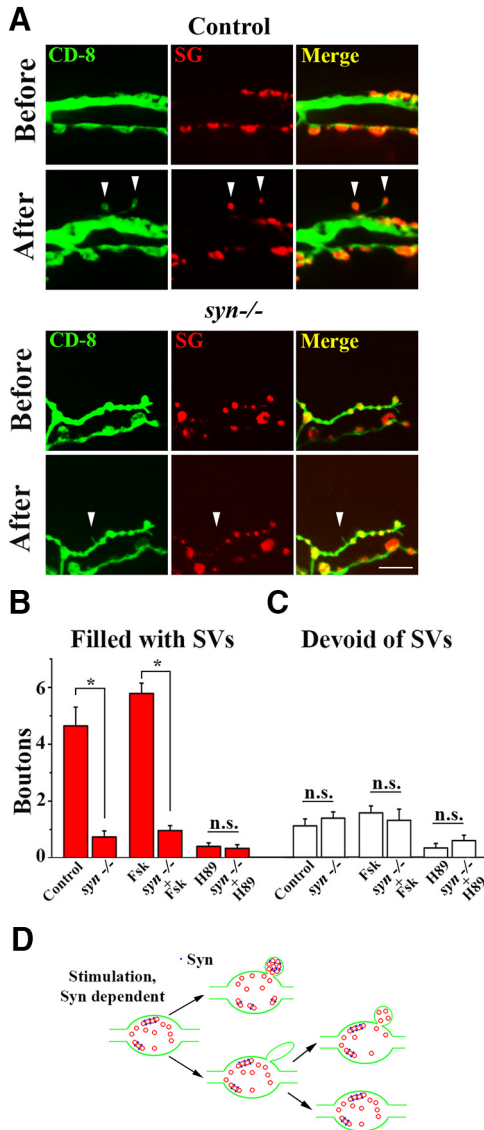 A
Control
CD-8 SG Merge
Before
After
syn-/-
CD-8 SG Merge
Before
After
B C
Filled with SVs Devoid of SVs
Boutons
6
4
2
0
* *
n.s. n.s. n.s. n.s.
Control syn -/- Fsk syn -/- + Fsk H89 syn -/- + H89
Control syn -/- Fsk syn -/- + Fsk H89 syn -/- + H89
D
Syn
Stimulation,
Syn dependent